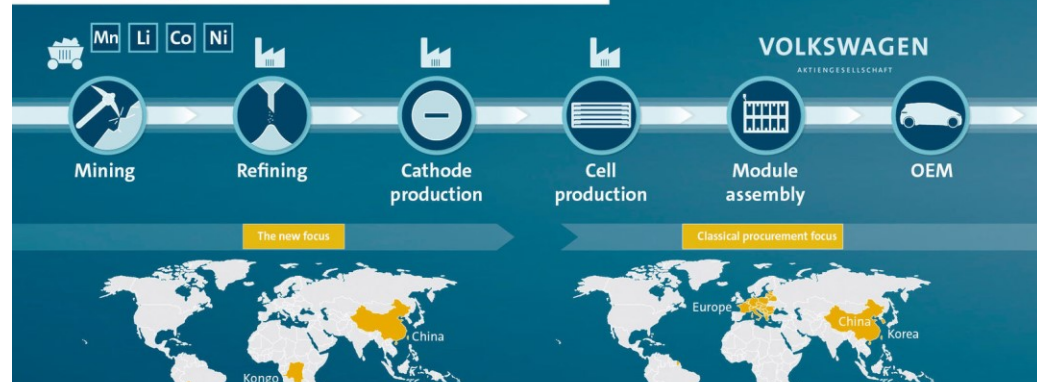 Mn Li Co Ni
VOLKSWAGEN
AKTIENGESELLSCHAFT
Mining
Refining
Cathode
production
Cell
production
Module
assembly
OEM
The new focus
Classical procurement focus
China
Kongo
Europe
China
Korea